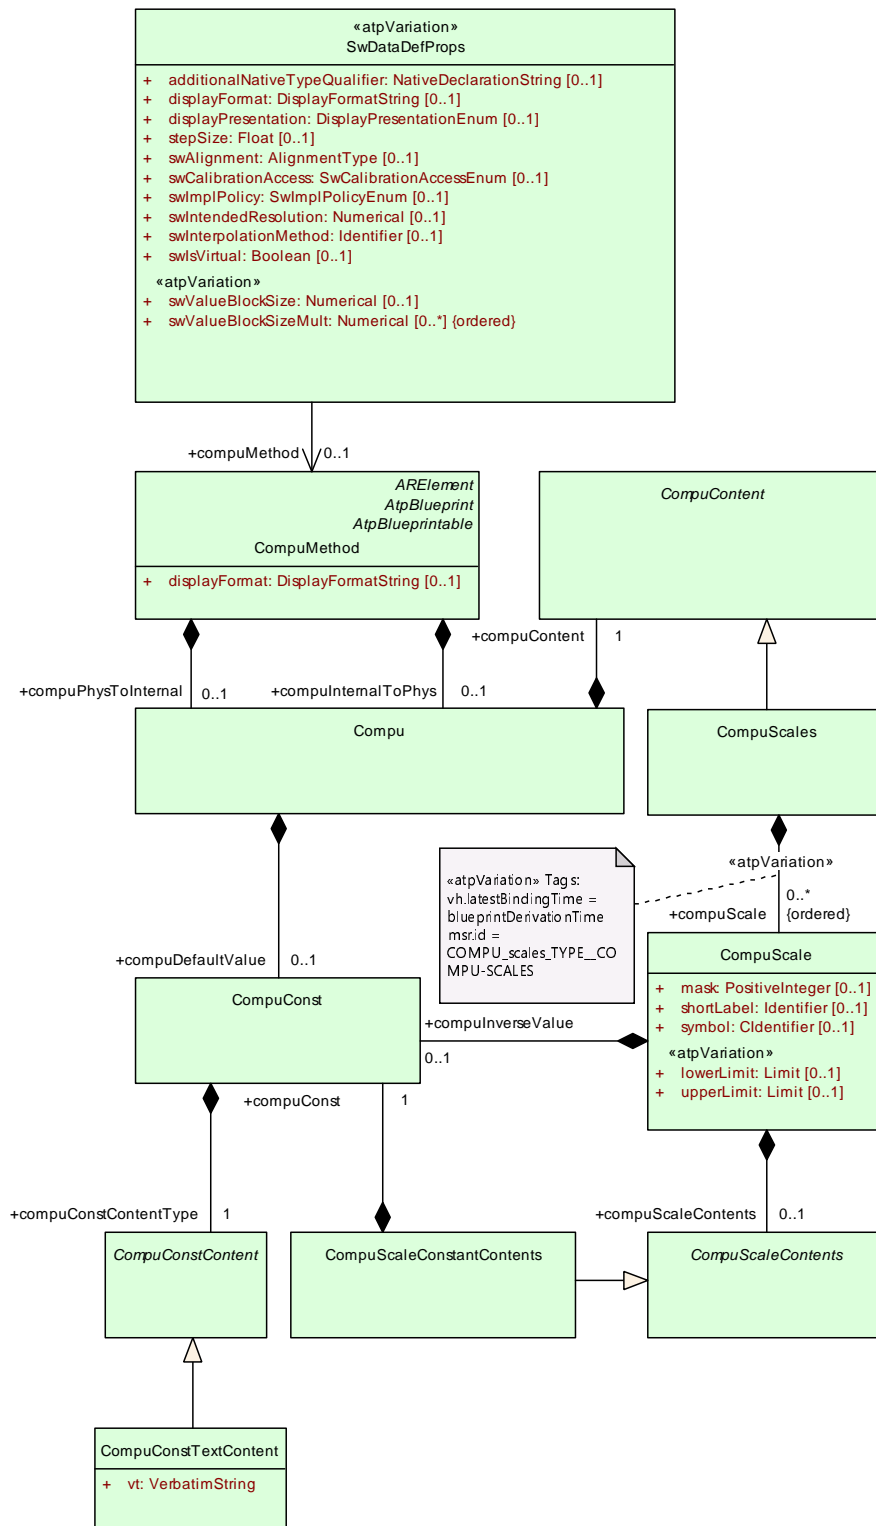 «atpVariation»
SwDataDefProps
+ additionalNativeTypeQualifier: NativeDeclarationString [0..1]
+ displayFormat: DisplayFormatString [0..1]
+ displayPresentation: DisplayPresentationEnum [0..1]
+ stepSize: Float [0..1]
+ swAlignment: AlignmentType [0..1]
+ swCalibrationAccess: SwCalibrationAccessEnum [0..1]
+ swImplPolicy: SwImplPolicyEnum [0..1]
+ swIntendedResolution: Numerical [0..1]
+ swInterpolationMethod: Identifier [0..1]
+ swIsVirtual: Boolean [0..1]
«atpVariation»
+ swValueBlockSize: Numerical [0..1]
+ swValueBlockSizeMult: Numerical [0..*] {ordered}
+compuMethod 0..1
ARElement
AtpBlueprint
AtpBlueprintable
CompuMethod
+ displayFormat: DisplayFormatString [0..1]
CompuContent
+compuContent 1
+compuPhysToInternal 0..1
+compuInternalToPhys 0..1
Compu
CompuScales
«atpVariation»
0..*
+compuScale {ordered}
«atpVariation» Tags:
vh.latestBindingTime =
blueprintDerivationTime
msr.id =
COMPU_scales_TYPE__CO
MPU-SCALES
+compuDefaultValue 0..1
CompuConst
+compuInverseValue
0..1
CompuScale
+ mask: PositiveInteger [0..1]
+ shortLabel: Identifier [0..1]
+ symbol: CIdentifier [0..1]
«atpVariation»
+ lowerLimit: Limit [0..1]
+ upperLimit: Limit [0..1]
+compuConst 1
+compuConstContentType 1
+compuScaleContents 0..1
CompuConstContent
CompuScaleConstantContents
CompuScaleContents
CompuConstTextContent
+ vt: VerbatimString